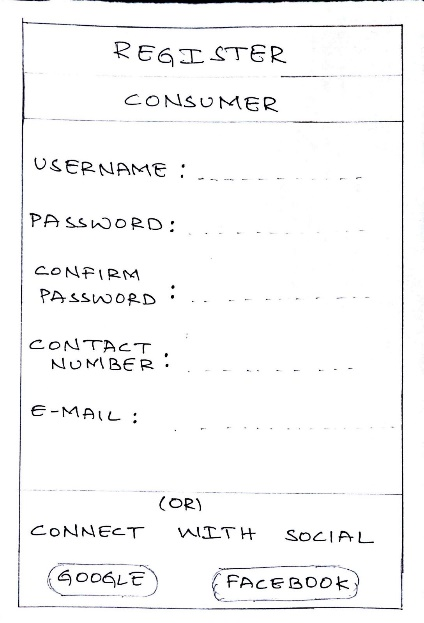 REGISTER
CONSUMER
USERNAME :
PASSWORD:
CONFIRM
PASSWORD :
CONTACT
NUMBER :
E-MAIL :
(OR)
CONNECT WITH SOCIAL
GOOGLE FACEBOOK